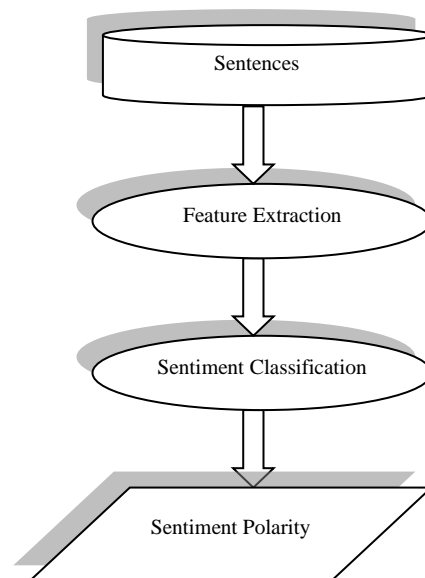 Sentences
Feature Extraction
Sentiment Classification
Sentiment Polarity